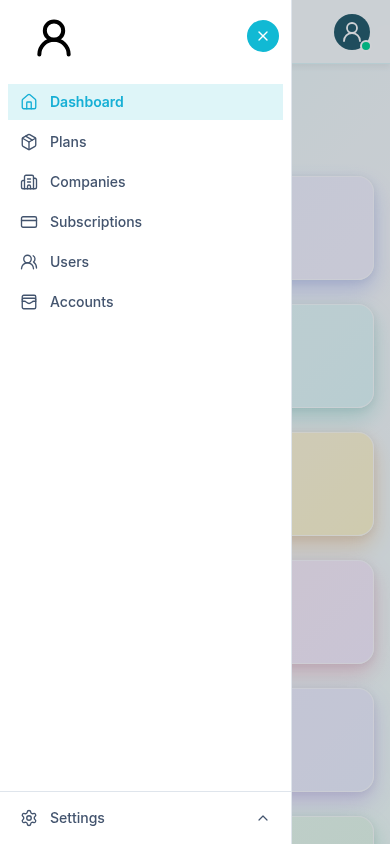 Dashboard
Plans
Companies
Subscriptions
Users
Accounts
Settings